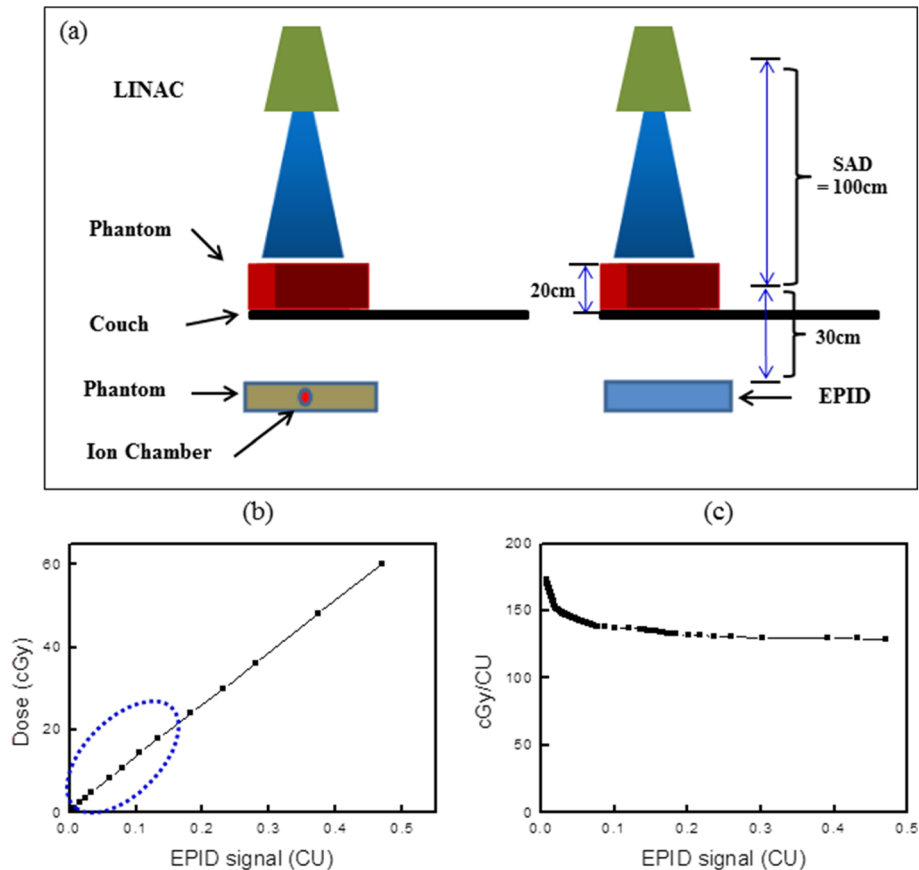 (a)
LINAC
SAD
= 100cm
Phantom
20cm
Couch
30cm
Phantom
EPID
Ion Chamber
(b)
(c)
60
40
20
0
Dose (cGy)
0.0 0.1 0.2 0.3 0.4 0.5
EPID signal (CU)
200
150
100
50
0
cGy/CU
0.0 0.1 0.2 0.3 0.4 0.5
EPID signal (CU)